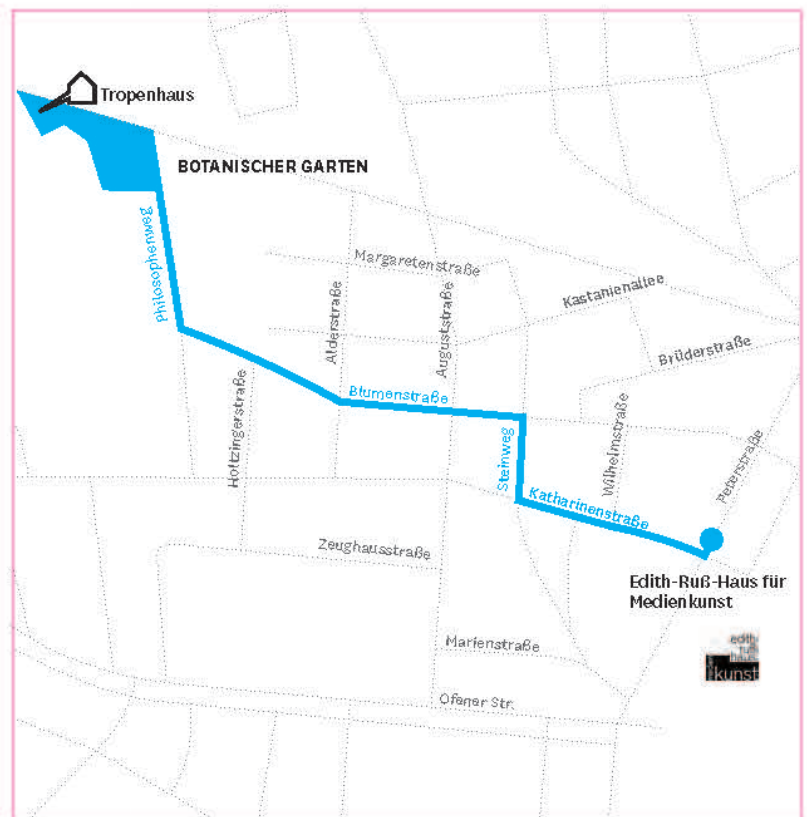 Tropenhaus
BOTANISCHER GARTEN
Philosophenweg
Margaretenstraße
Kastanienallee
Alderstraße
Auguststraße
Brüderstraße
Blumenstraße
Holtzingerstraße
Steinweg
Wilhelmstraße
Peterstraße
Katharinenstraße
Zeughausstraße
Edith-Ruß-Haus für
Medienkunst
Marienstraße
edith
ruß
haus
kunst
Ofener Str.